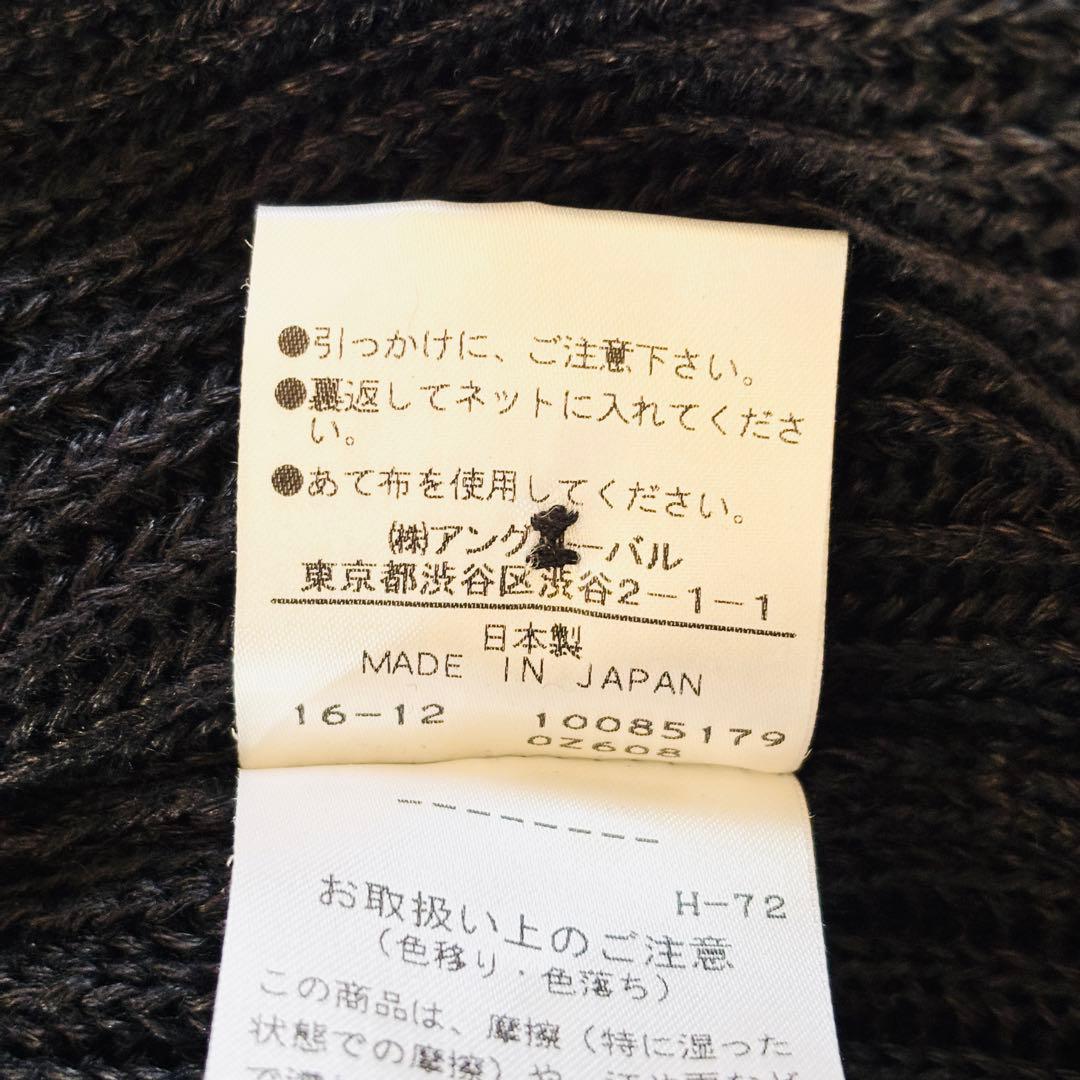 ●引っかけに、ご注意下さい。
●裏返してネットに入れてくださ
い。
●あて布を使用してください。
㈱アング ーバル
東京都渋谷区渋谷2-1-1
日本製
MADE IN JAPAN
16-12 10085179
0Z608
--------
H-72
お取扱い上のご注意
(色移り・色落ち)
この商品は、摩擦(特に湿った
状態での摩擦)や、汗や雨など